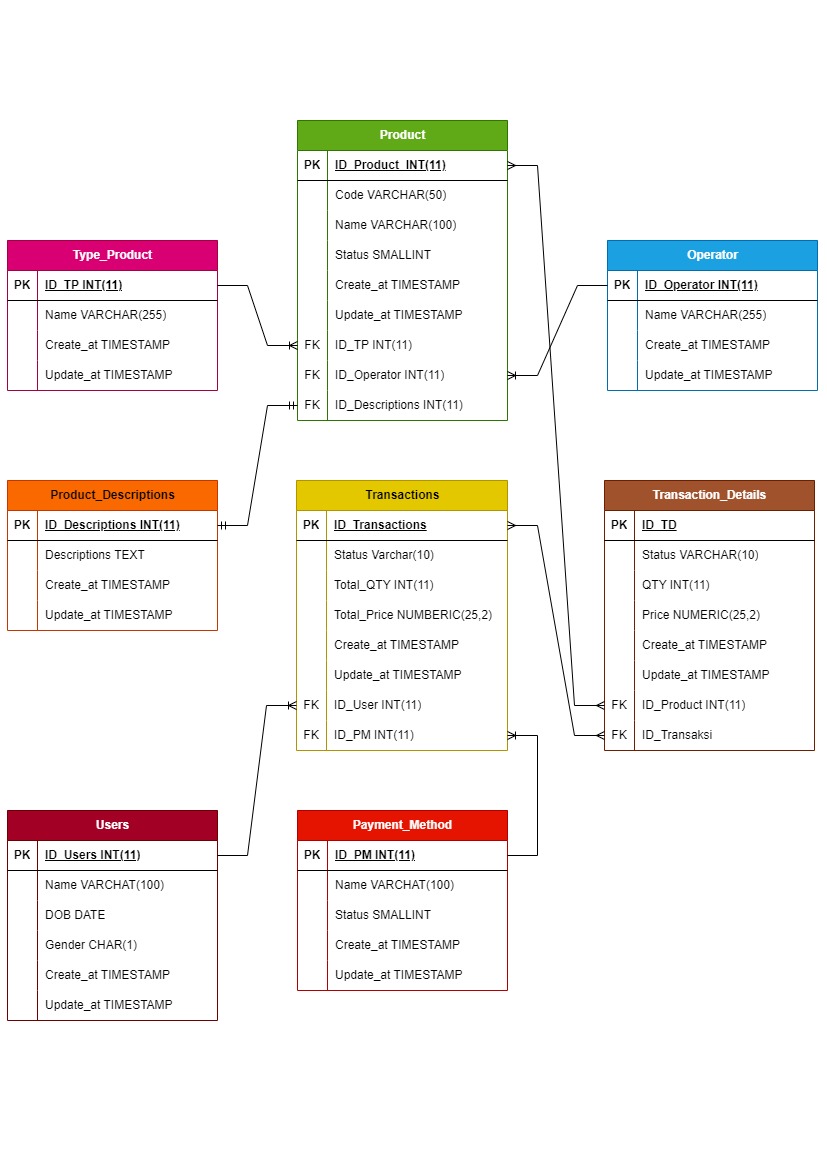 Product
PK ID_Product INT(11)
Code VARCHAR(50)
Name VARCHAR(100)
Status SMALLINT
Create_at TIMESTAMP
Update_at TIMESTAMP
FK ID_TP INT(11)
FK ID_Operator INT(11)
FK ID_Descriptions INT(11)
Type_Product
PK ID_TP INT(11)
Name VARCHAR(255)
Create_at TIMESTAMP
Update_at TIMESTAMP
Operator
PK ID_Operator INT(11)
Name VARCHAR(255)
Create_at TIMESTAMP
Update_at TIMESTAMP
Product_Descriptions
PK ID_Descriptions INT(11)
Descriptions TEXT
Create_at TIMESTAMP
Update_at TIMESTAMP
Transactions
PK ID_Transactions
Status Varchar(10)
Total_QTY INT(11)
Total_Price NUMBERIC(25,2)
Create_at TIMESTAMP
Update_at TIMESTAMP
FK ID_User INT(11)
FK ID_PM INT(11)
Transaction_Details
PK ID_TD
Status VARCHAR(10)
QTY INT(11)
Price NUMERIC(25,2)
Create_at TIMESTAMP
Update_at TIMESTAMP
FK ID_Product INT(11)
FK ID_Transaksi
Users
PK ID_Users INT(11)
Name VARCHAT(100)
DOB DATE
Gender CHAR(1)
Create_at TIMESTAMP
Update_at TIMESTAMP
Payment_Method
PK ID_PM INT(11)
Name VARCHAT(100)
Status SMALLINT
Create_at TIMESTAMP
Update_at TIMESTAMP